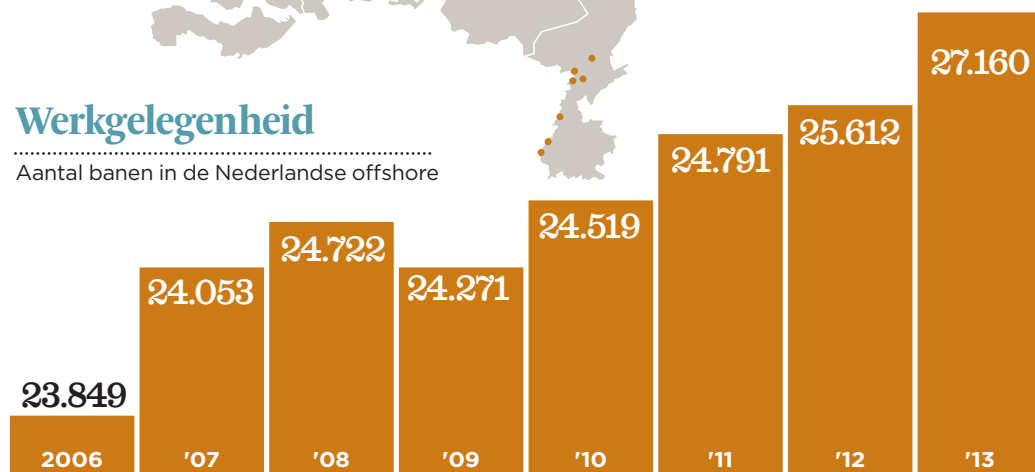 Werkgelegenheid
Aantal banen in de Nederlandse offshore
23.849
24.053
24.722
24.271
24.519
24.791
25.612
27.160
2006 '07 '08 '09 '10 '11 '12 '13